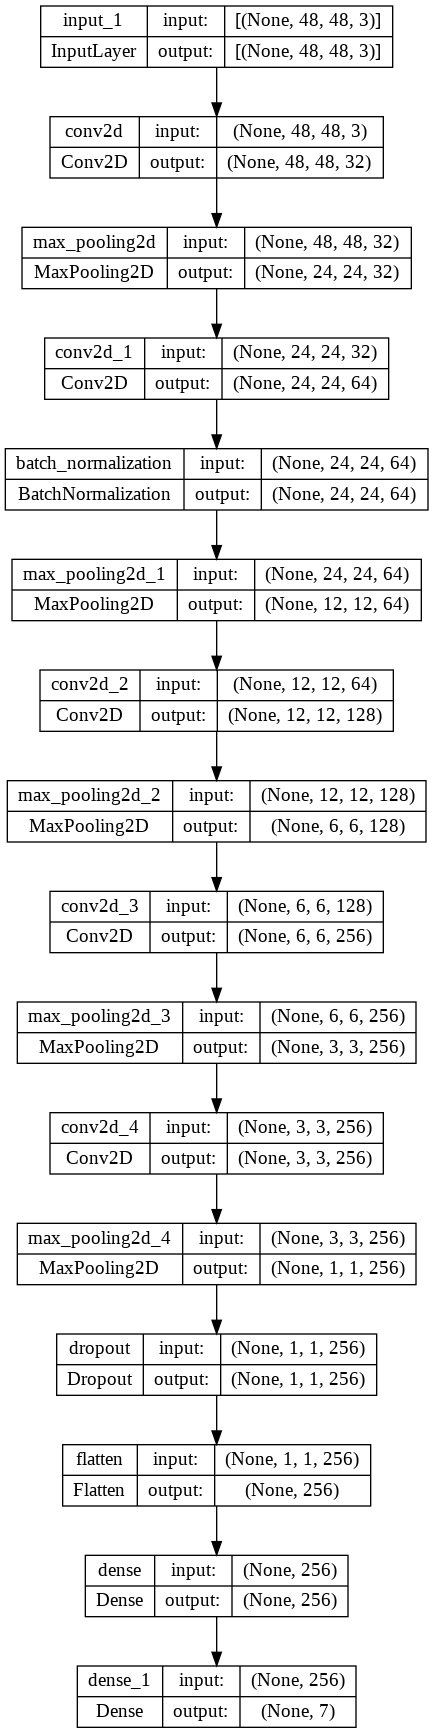 input_1 input: [(None, 48, 48, 3)]
InputLayer output: [(None, 48, 48, 3)]
conv2d input: (None, 48, 48, 3)
Conv2D output: (None, 48, 48, 32)
max_pooling2d input: (None, 48, 48, 32)
MaxPooling2D output: (None, 24, 24, 32)
conv2d_1 input: (None, 24, 24, 32)
Conv2D output: (None, 24, 24, 64)
batch_normalization input: (None, 24, 24, 64)
BatchNormalization output: (None, 24, 24, 64)
max_pooling2d_1 input: (None, 24, 24, 64)
MaxPooling2D output: (None, 12, 12, 64)
conv2d_2 input: (None, 12, 12, 64)
Conv2D output: (None, 12, 12, 128)
max_pooling2d_2 input: (None, 12, 12, 128)
MaxPooling2D output: (None, 6, 6, 128)
conv2d_3 input: (None, 6, 6, 128)
Conv2D output: (None, 6, 6, 256)
max_pooling2d_3 input: (None, 6, 6, 256)
MaxPooling2D output: (None, 3, 3, 256)
conv2d_4 input: (None, 3, 3, 256)
Conv2D output: (None, 3, 3, 256)
max_pooling2d_4 input: (None, 3, 3, 256)
MaxPooling2D output: (None, 1, 1, 256)
dropout input: (None, 1, 1, 256)
Dropout output: (None, 1, 1, 256)
flatten input: (None, 1, 1, 256)
Flatten output: (None, 256)
dense input: (None, 256)
Dense output: (None, 256)
dense_1 input: (None, 256)
Dense output: (None, 7)